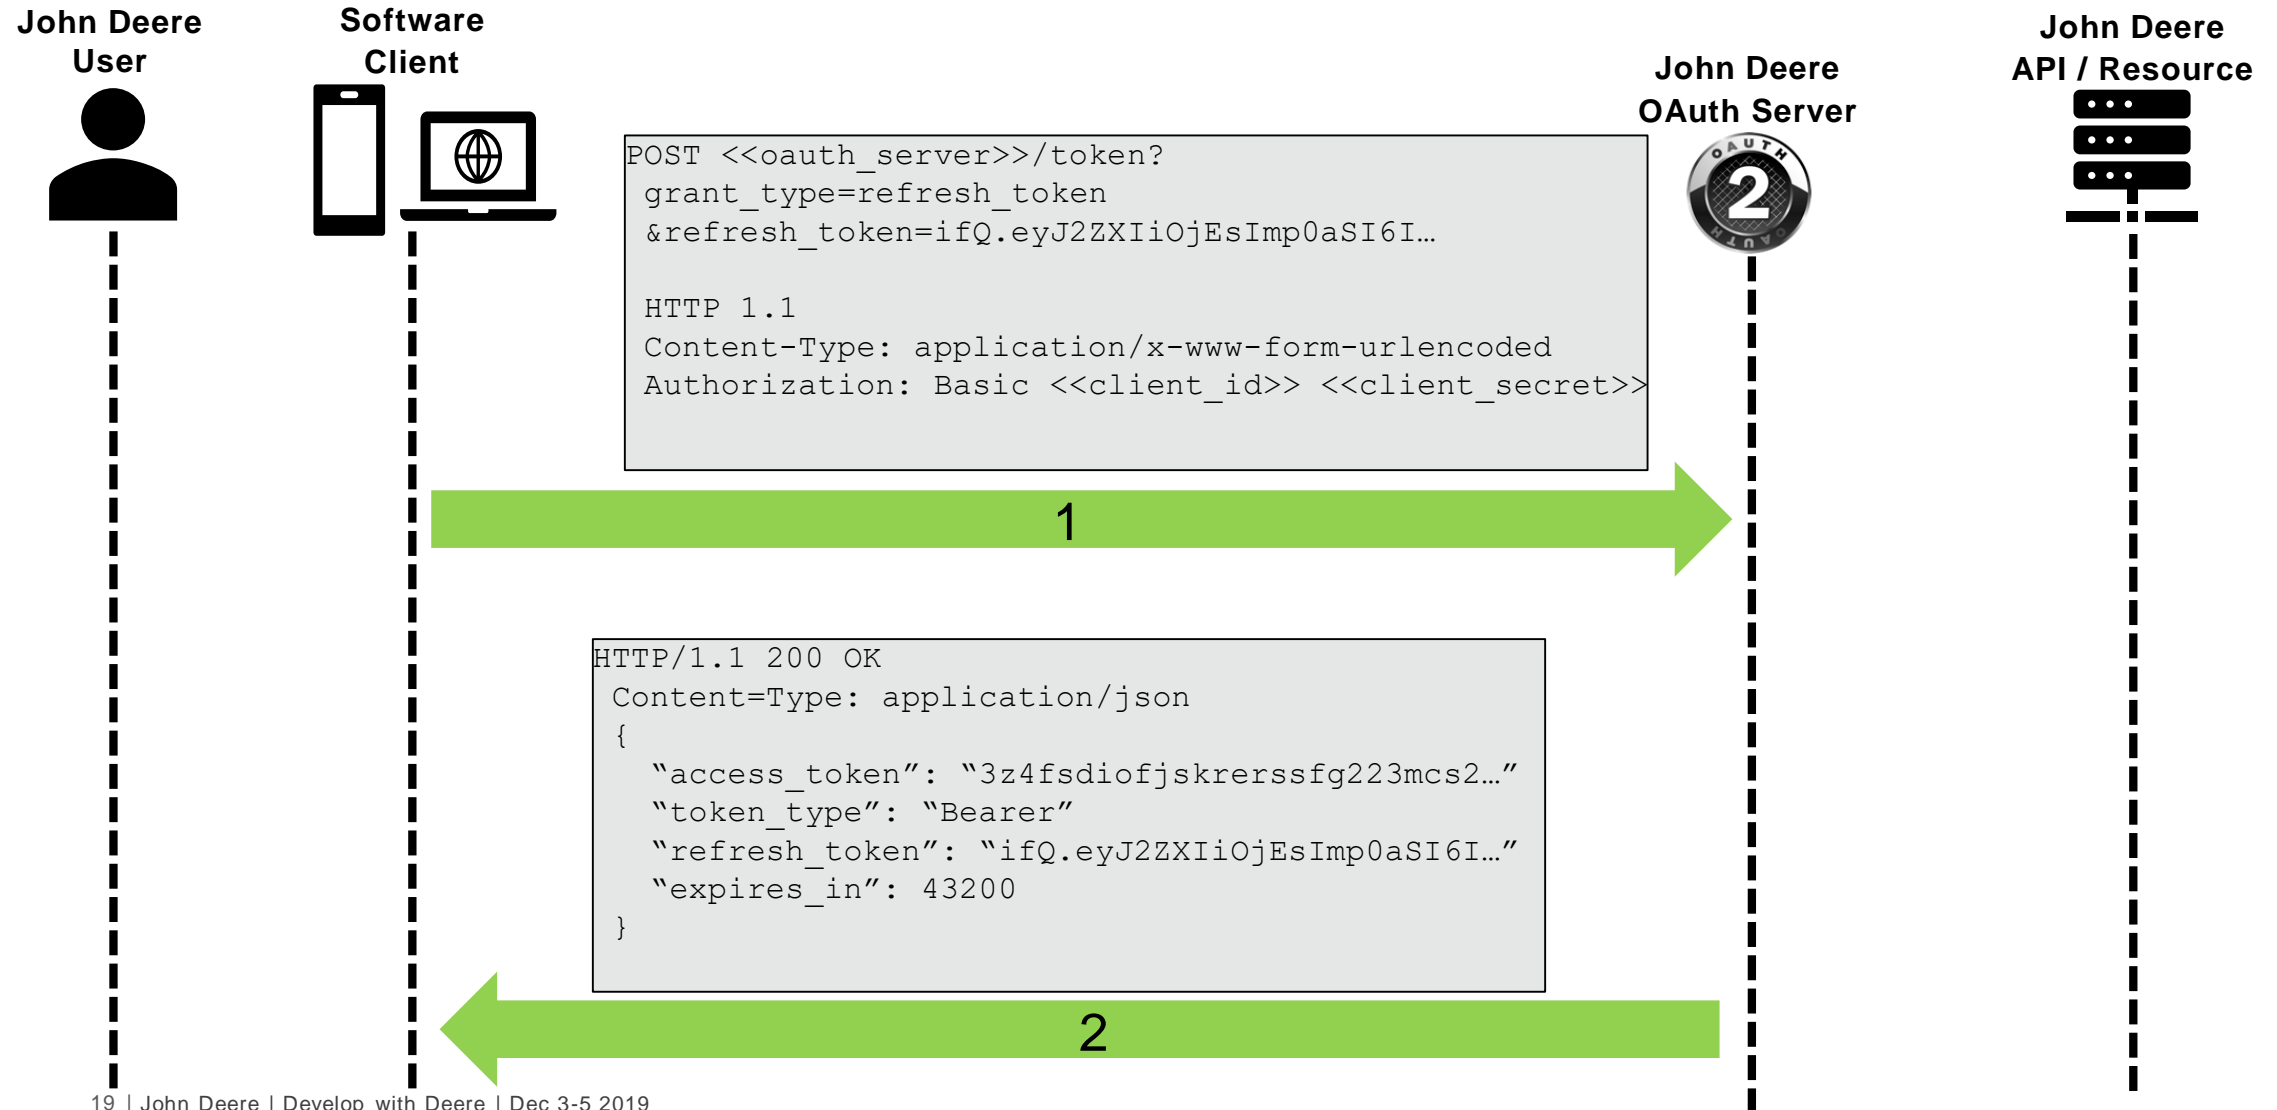 John Deere
User
Software
Client
John Deere
OAuth Server
John Deere
API / Resource
OAUTH
2
OAUTH
POST <<oauth_server>>/token?
grant_type=refresh_token
&refresh_token=ifQ.eyJ2ZXIiOjEsImp0aSI6I…
HTTP 1.1
Content-Type: application/x-www-form-urlencoded
Authorization: Basic <<client_id>> <<client_secret>>
1
HTTP/1.1 200 OK
Content=Type: application/json
{
“access_token”: “3z4fsdiofjskrerssfg223mcs2…”
“token_type”: “Bearer”
“refresh_token”: “ifQ.eyJ2ZXIiOjEsImp0aSI6I…”
“expires_in”: 43200
}
2
19 | John Deere | Develop with Deere | Dec 3-5 2019